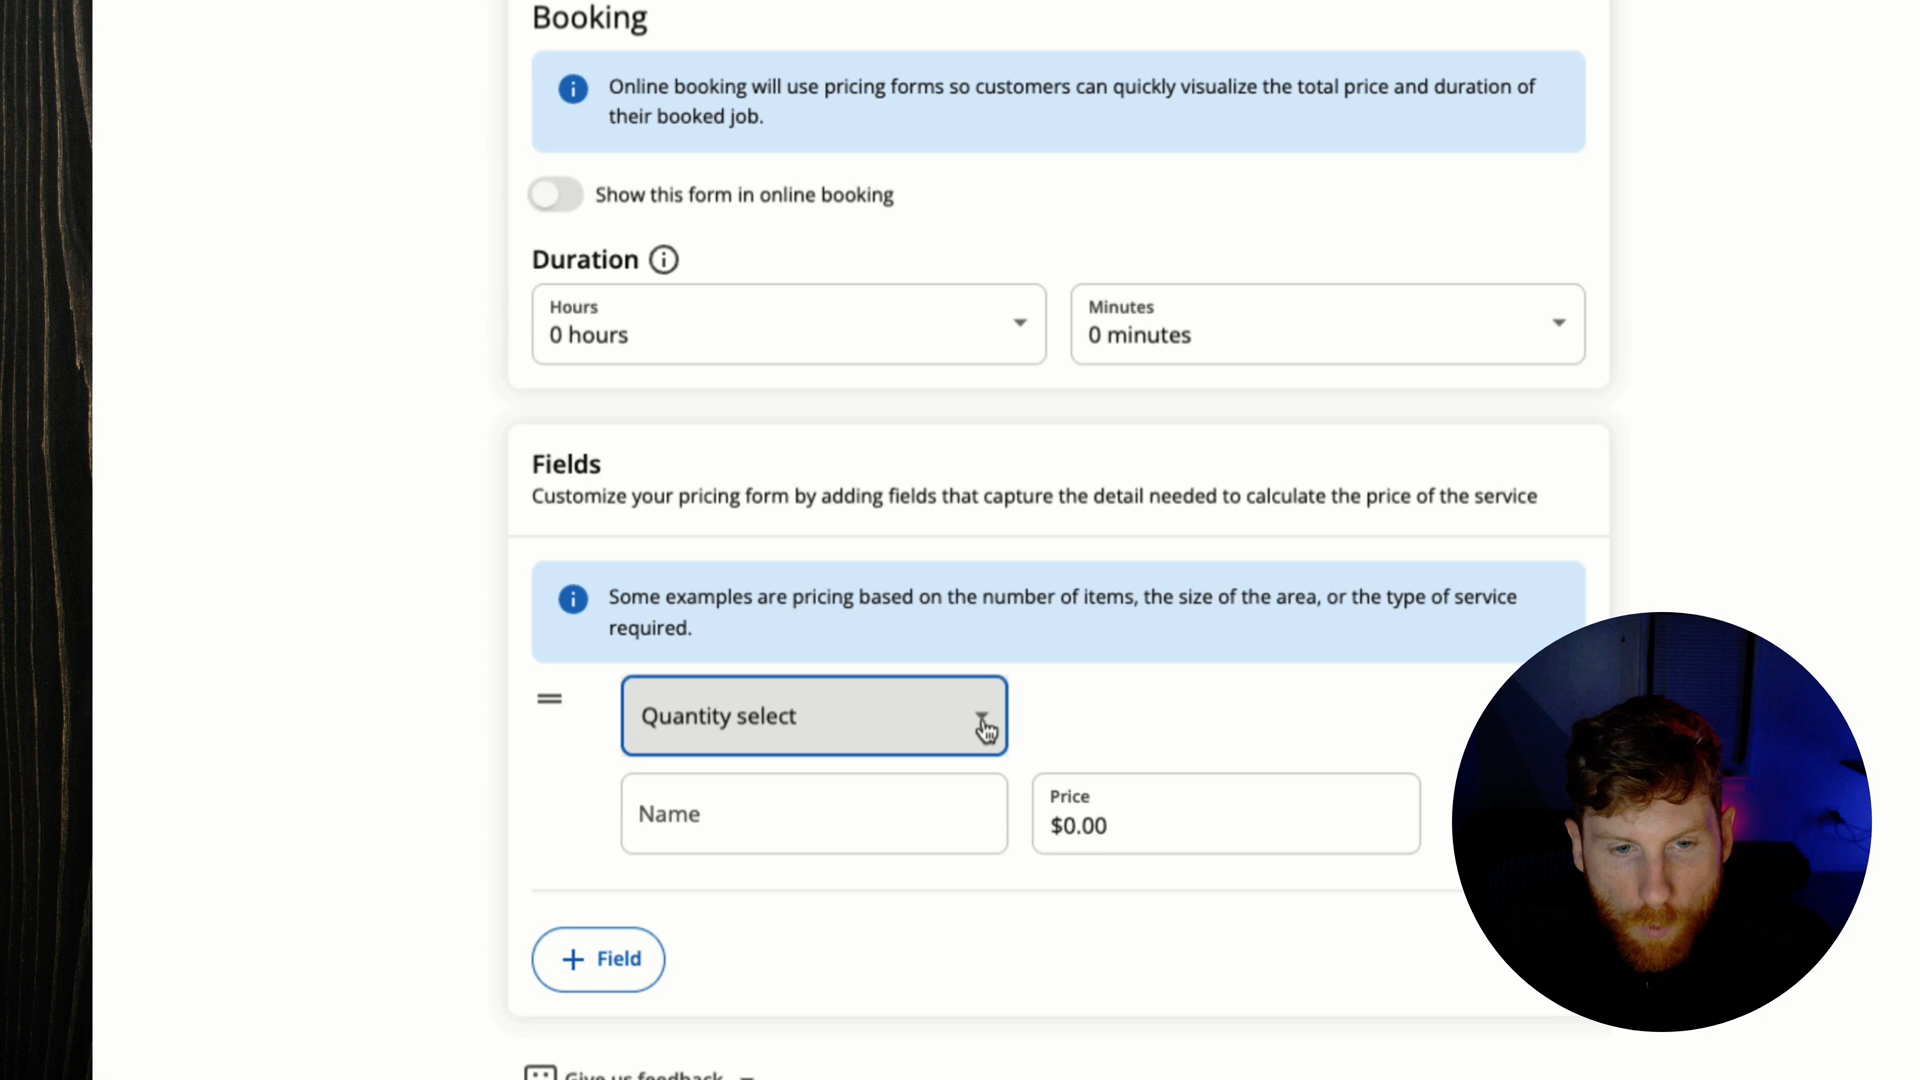 Booking
Online booking will use pricing forms so customers can quickly visualize the total price and duration of
their booked job.
Show this form in online booking
Duration
Hours
0 hours
Minutes
0 minutes
Fields
Customize your pricing form by adding fields that capture the detail needed to calculate the price of the service
Some examples are pricing based on the number of items, the size of the area, or the type of service
required.
Quantity select
Name
Price
$0.00
+ Field
Give us feedback